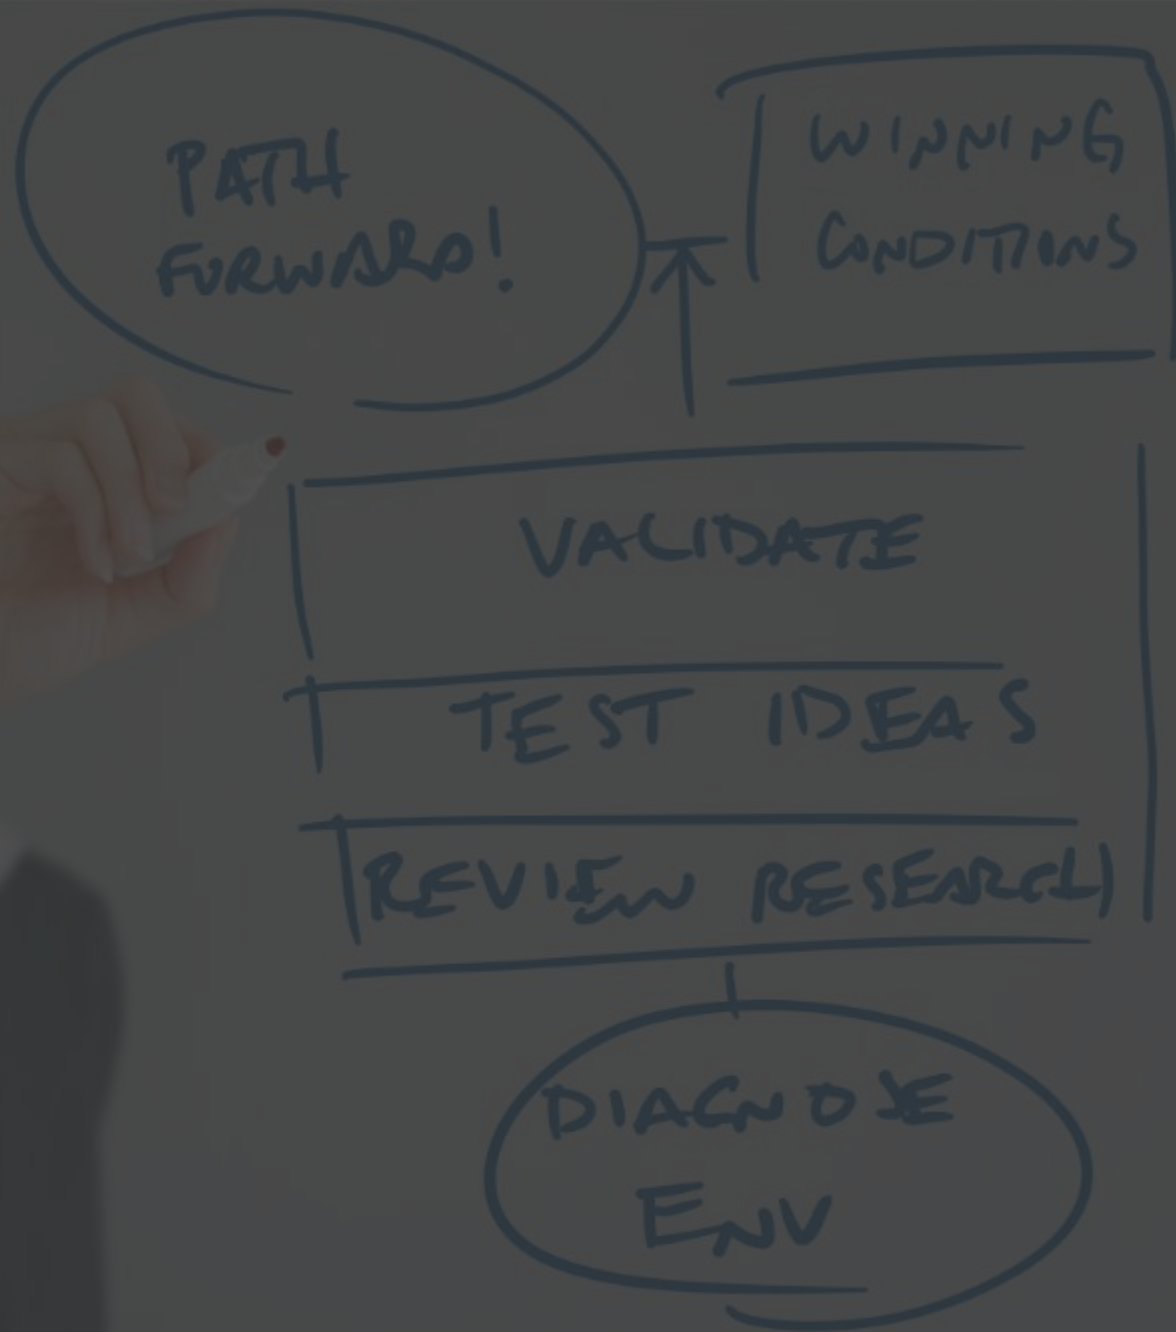 PATH
FORWARD!
WINNING
CONDITIONS
VALIDATE
TEST IDEAS
REVIEW RESEARCH
DIAGNOSE
ENV